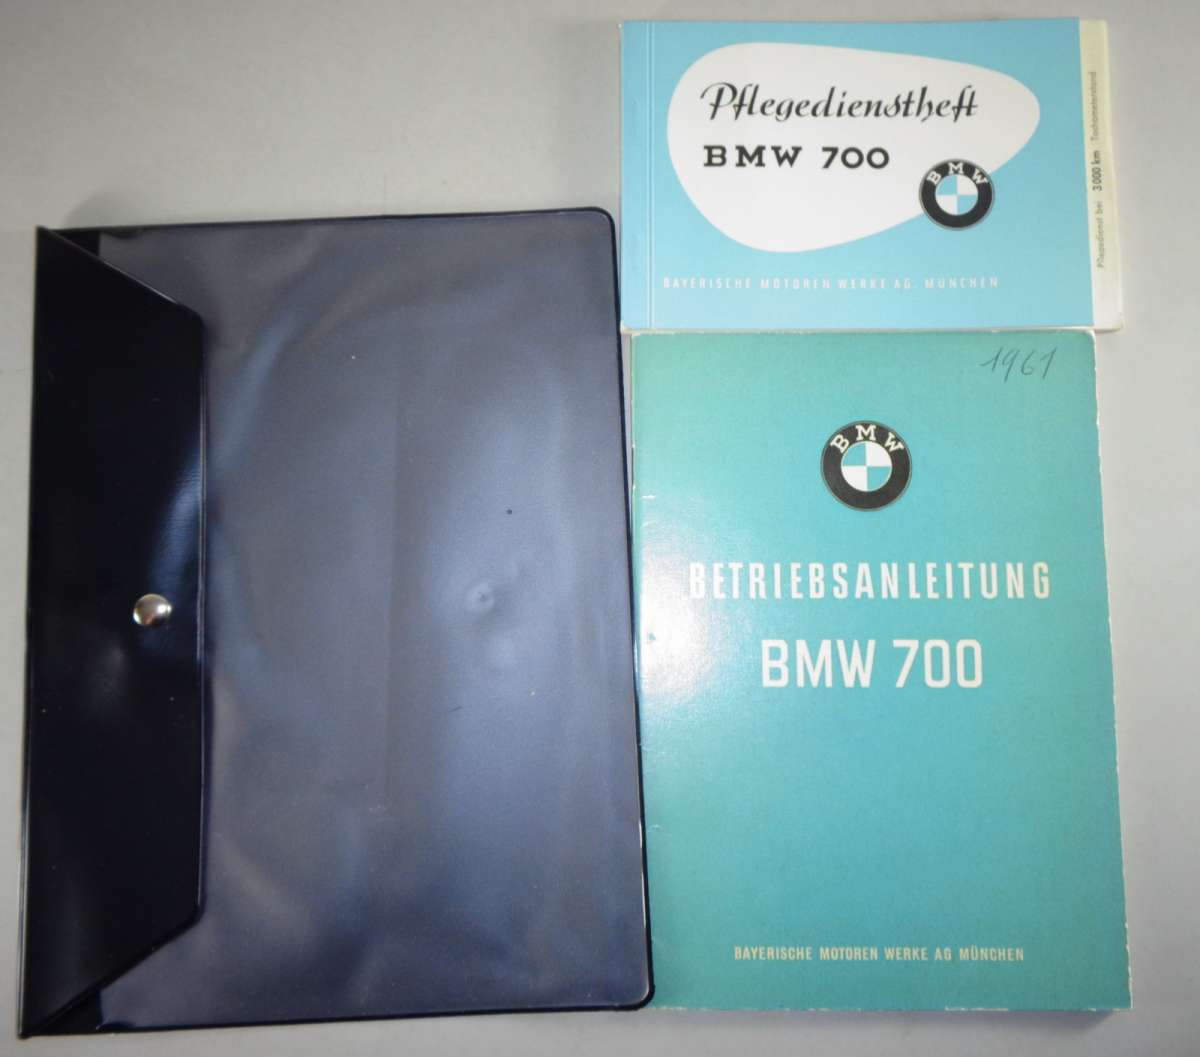 Pflegedienstheft
BMW 700
BMW
BAYERISCHE MOTOREN WERKE AG. MÜNCHEN
Pflegedienst bei 3000 km Tachometerstand
1961
BMW
BETRIEBSANLEITUNG
BMW 700
BAYERISCHE MOTOREN WERKE AG MÜNCHEN